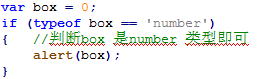 var box = 0;
if (typeof box == 'number')
{   //判断box 是number 类型即可
    alert(box);
}